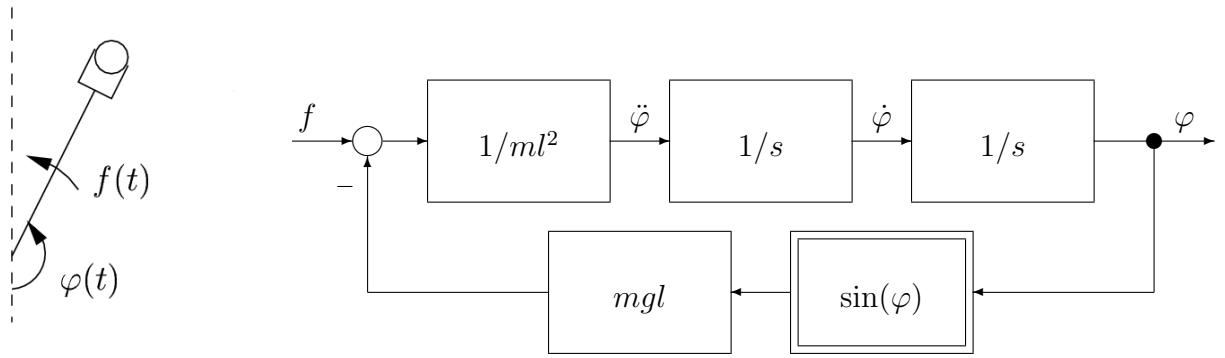 f(t)
φ(t)
f
1/ml²
φ̈
1/s
φ̇
1/s
φ
−
mgl
sin(φ)